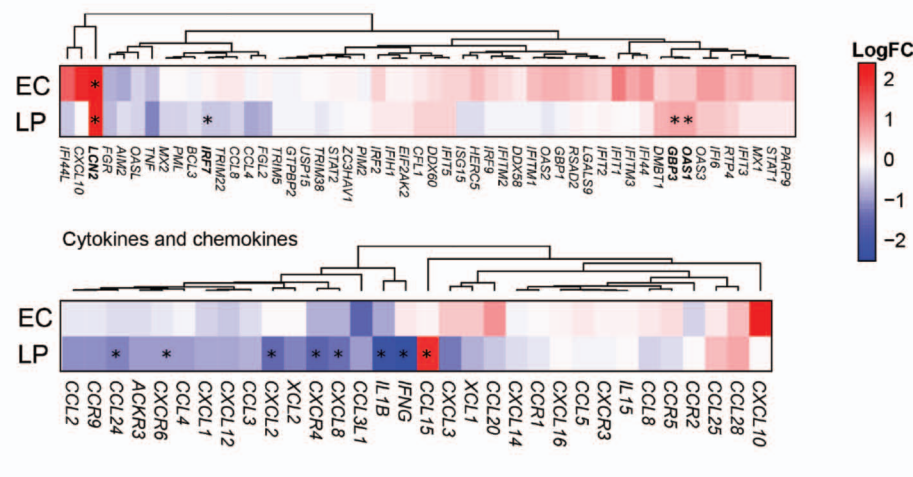 LogFC
EC * 2
LP * * * * 1
0
−1
−2
IFI44L CXCL10 LCN2 FGR AIM2 OASL TNF MX2 PML BCL3 IRF7 TRIM22 CCL8 CCL4 FGL2 TRIM5 GTPBP2 USP15 TRIM38 STAT2 ZC3HAV1 PIM2 IRF2 IFIH1 EIF2AK2 CFL1 DDX60 IFIT5 ISG15 HERC5 IRF9 IFITM2 DDX58 IFITM1 OAS2 GBP1 RSAD2 LGALS9 IFIT2 IFIT1 IFITM3 IFI44 DMBT1 GBP3 OAS1 OAS3 IFI6 RTP4 IFIT3 MX1 STAT1 PARP9
Cytokines and chemokines
EC
LP * * * * * * * *
CCL2 CCR9 CCL24 ACKR3 CXCR6 CCL4 CXCL1 CXCL12 CCL3 CXCL2 XCL2 CXCR4 CXCL8 CCL3L1 IL1B IFNG CCL15 CXCL3 XCL1 CCL20 CXCL14 CCR1 CXCL16 CCL5 CXCR3 IL15 CCL8 CCR5 CCR2 CCL25 CCL28 CXCL10